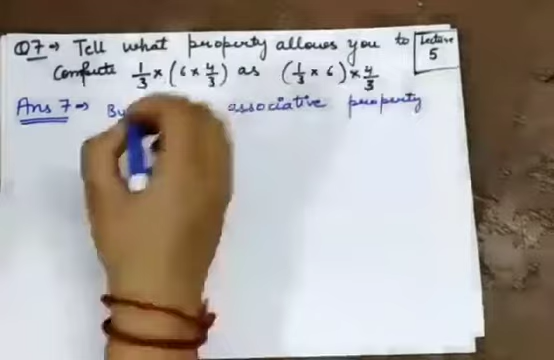 Q7⇒ Tell what property allows you to
Compute 1/3 × (6 × 4/3) as (1/3 × 6) × 4/3
Lecture 5
Ans 7⇒ By associative property